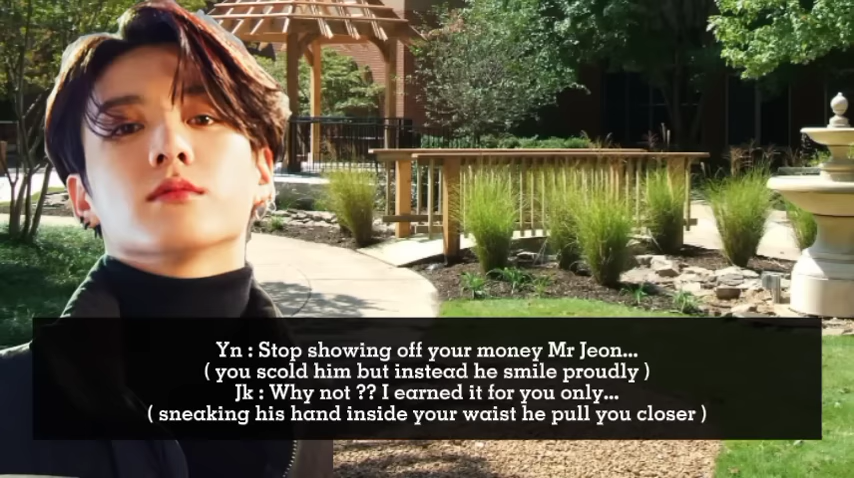 Yn : Stop showing off your money Mr Jeon...
( you scold him but instead he smile proudly )
Jk : Why not ?? I earned it for you only...
( sneaking his hand inside your waist he pull you closer )